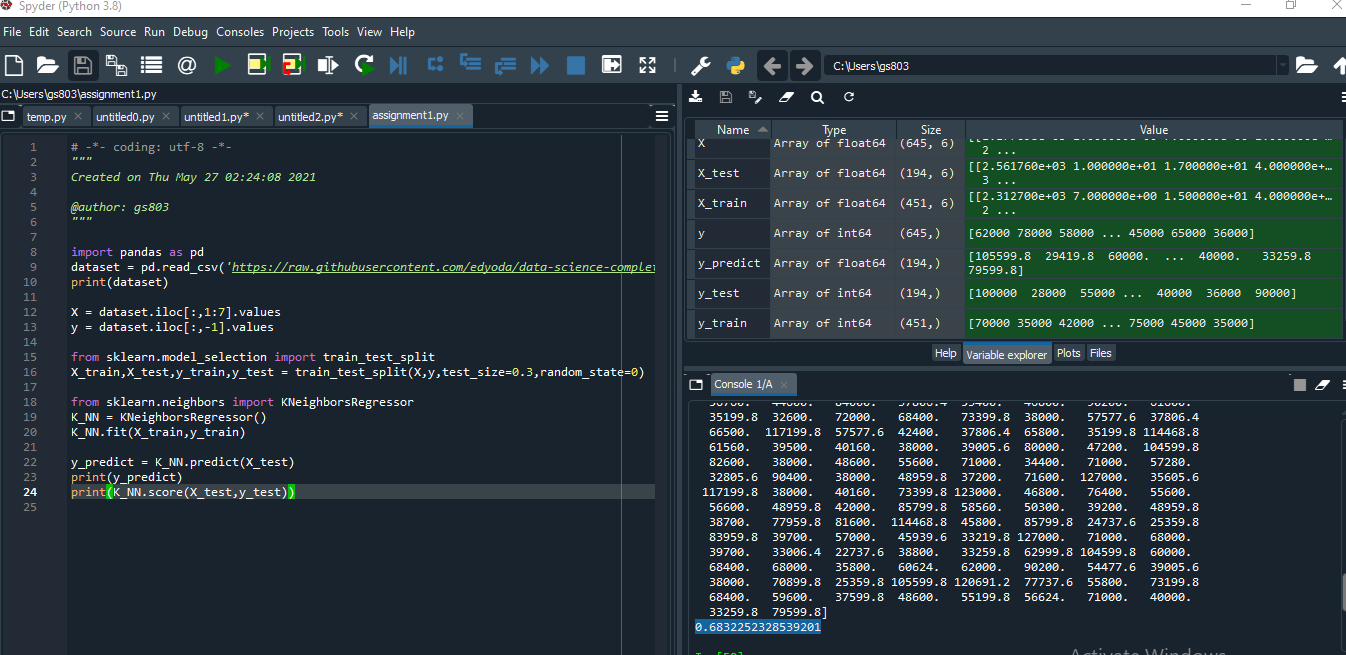 Spyder (Python 3.8)
File Edit Search Source Run Debug Consoles Projects Tools View Help
C:\Users\gs803
C:\Users\gs803\assignment1.py
temp.py untitled0.py untitled1.py* untitled2.py* assignment1.py
1 # -*- coding: utf-8 -*-
2 """
3 Created on Thu May 27 02:24:08 2021
4
5 @author: gs803
6 """
7
8 import pandas as pd
9 dataset = pd.read_csv('https://raw.githubusercontent.com/edyoda/data-science-complet
10 print(dataset)
11
12 X = dataset.iloc[:,1:7].values
13 y = dataset.iloc[:,-1].values
14
15 from sklearn.model_selection import train_test_split
16 X_train,X_test,y_train,y_test = train_test_split(X,y,test_size=0.3,random_state=0)
17
18 from sklearn.neighbors import KNeighborsRegressor
19 K_NN = KNeighborsRegressor()
20 K_NN.fit(X_train,y_train)
21
22 y_predict = K_NN.predict(X_test)
23 print(y_predict)
24 print(K_NN.score(X_test,y_test))
25
Name Type Size Value
X Array of float64 (645, 6)
2 ...
X_test Array of float64 (194, 6) [[2.561760e+03 1.000000e+01 1.700000e+01 4.000000e+…
3 ...
X_train Array of float64 (451, 6) [[2.312700e+03 7.000000e+00 1.500000e+01 4.000000e+…
2 ...
y Array of int64 (645,) [62000 78000 58000 ... 45000 65000 36000]
y_predict Array of float64 (194,) [105599.8 29419.8 60000. ... 40000. 33259.8
79599.8]
y_test Array of int64 (194,) [100000 28000 55000 ... 40000 36000 90000]
y_train Array of int64 (451,) [70000 35000 42000 ... 75000 45000 35000]
Help Variable explorer Plots Files
Console 1/A
35199.8 32600. 72000. 68400. 73399.8 38000. 57577.6 37806.4
66500. 117199.8 57577.6 42400. 37806.4 65800. 35199.8 114468.8
61560. 39500. 40160. 38000. 39005.6 80000. 47200. 104599.8
82600. 38000. 48600. 55600. 71000. 34400. 71000. 57280.
32805.6 90400. 38000. 48959.8 37200. 71600. 127000. 35605.6
117199.8 38000. 40160. 73399.8 123000. 46800. 76400. 55600.
56600. 48959.8 42000. 85799.8 58560. 50300. 39200. 48959.8
38700. 77959.8 81600. 114468.8 45800. 85799.8 24737.6 25359.8
83959.8 39700. 57000. 45939.6 33219.8 127000. 71000. 68000.
39700. 33006.4 22737.6 38800. 33259.8 62999.8 104599.8 60000.
68400. 68000. 35800. 60624. 62000. 90200. 54477.6 39005.6
38000. 70899.8 25359.8 105599.8 120691.2 77737.6 55800. 73199.8
68400. 59600. 37599.8 48600. 55199.8 56624. 71000. 40000.
33259.8 79599.8]
0.6832252328539201
Activate Windows